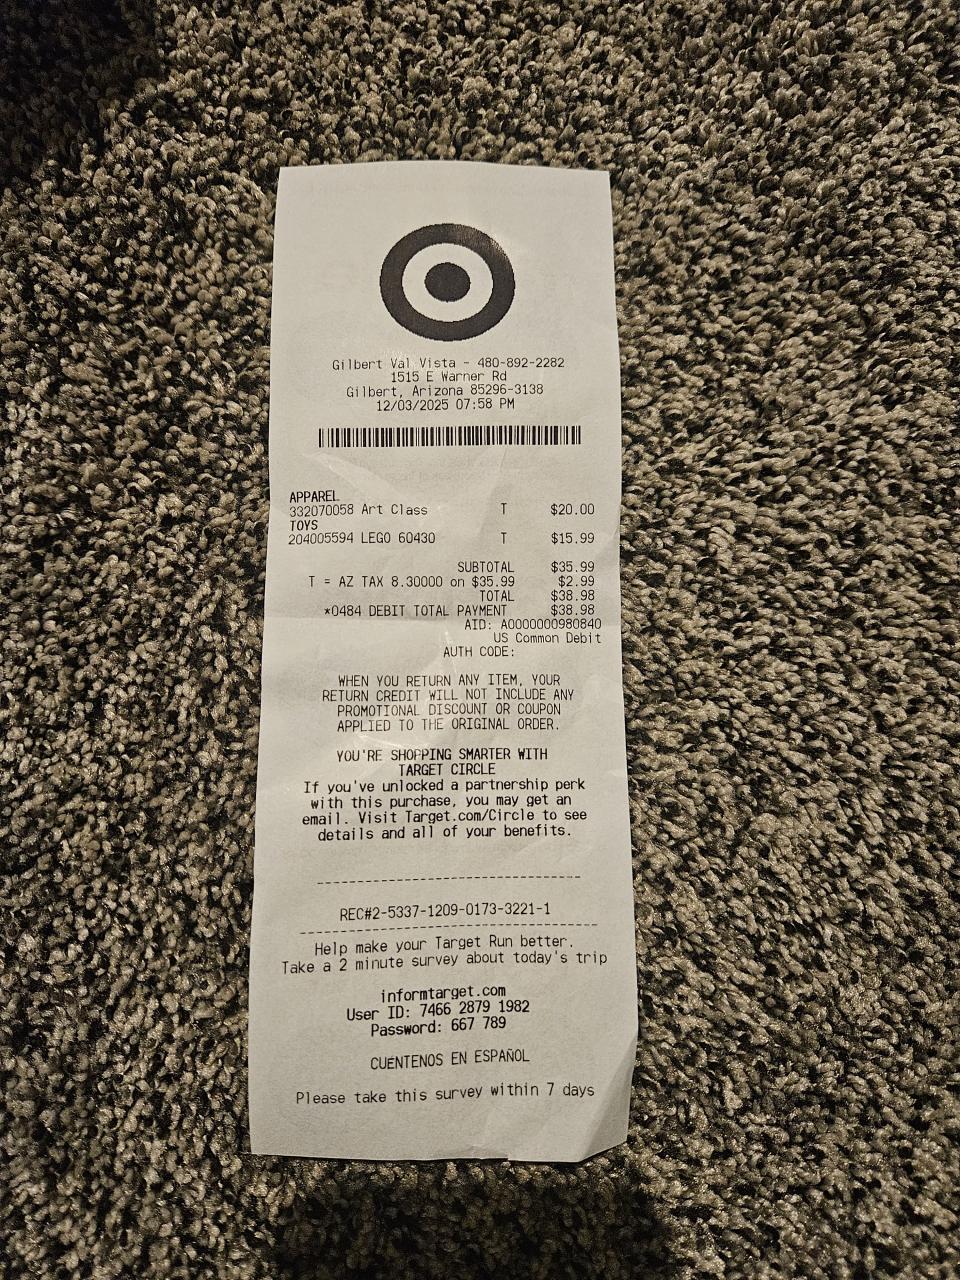 Gilbert Val Vista - 480-892-2282
1515 E Warner Rd
Gilbert, Arizona 85296-3138
12/03/2025 07:58 PM
APPAREL
332070058 Art Class T $20.00
TOYS
204005594 LEGO 60430 T $15.99
SUBTOTAL $35.99
T = AZ TAX 8.30000 on $35.99 $2.99
TOTAL $38.98
*0484 DEBIT TOTAL PAYMENT $38.98
AID: A0000000980840
US Common Debit
AUTH CODE:
WHEN YOU RETURN ANY ITEM, YOUR
RETURN CREDIT WILL NOT INCLUDE ANY
PROMOTIONAL DISCOUNT OR COUPON
APPLIED TO THE ORIGINAL ORDER.
YOU'RE SHOPPING SMARTER WITH
TARGET CIRCLE
If you've unlocked a partnership perk
with this purchase, you may get an
email. Visit Target.com/Circle to see
details and all of your benefits.
REC#2-5337-1209-0173-3221-1
Help make your Target Run better.
Take a 2 minute survey about today's trip
informtarget.com
User ID: 7466 2879 1982
Password: 667 789
CUÉNTENOS EN ESPAÑOL
Please take this survey within 7 days